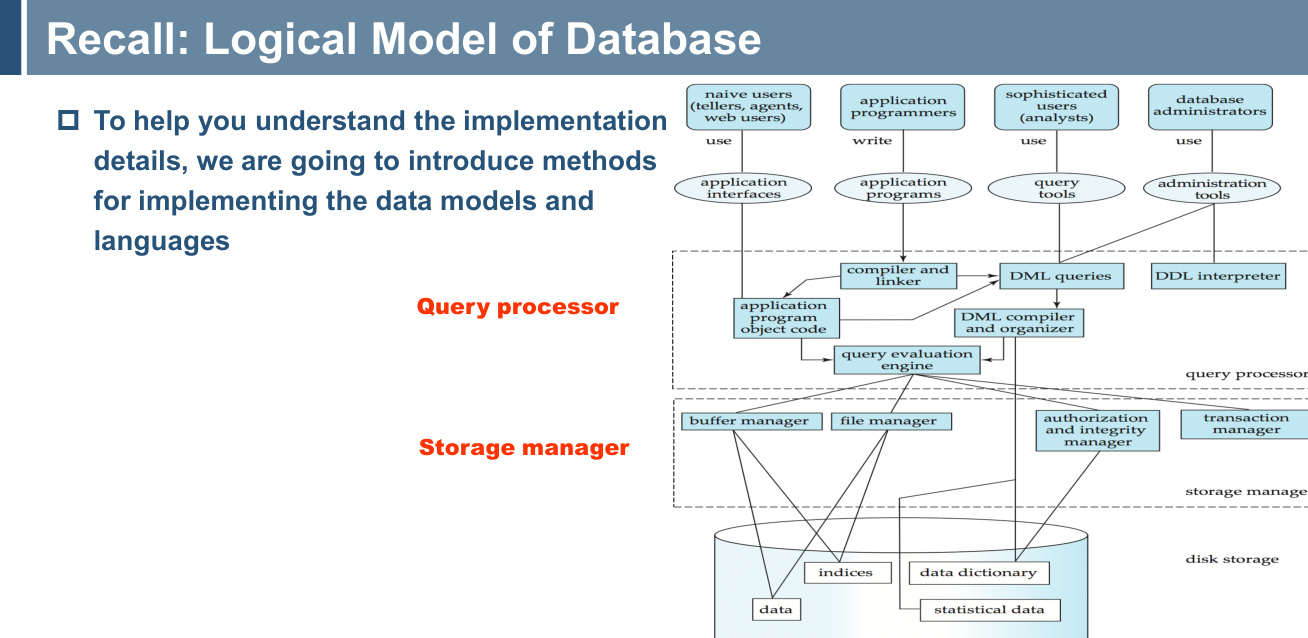 Recall: Logical Model of Database
To help you understand the implementation
details, we are going to introduce methods
for implementing the data models and
languages
Query processor
Storage manager
naive users
(tellers, agents,
web users)
application
programmers
sophisticated
users
(analysts)
database
administrators
use
write
use
use
application
interfaces
application
programs
query
tools
administration
tools
compiler and
linker
DML queries
DDL interpreter
application
program
object code
DML compiler
and organizer
query evaluation
engine
query processor
buffer manager
file manager
authorization
and integrity
manager
transaction
manager
storage manage
disk storage
indices
data dictionary
data
statistical data